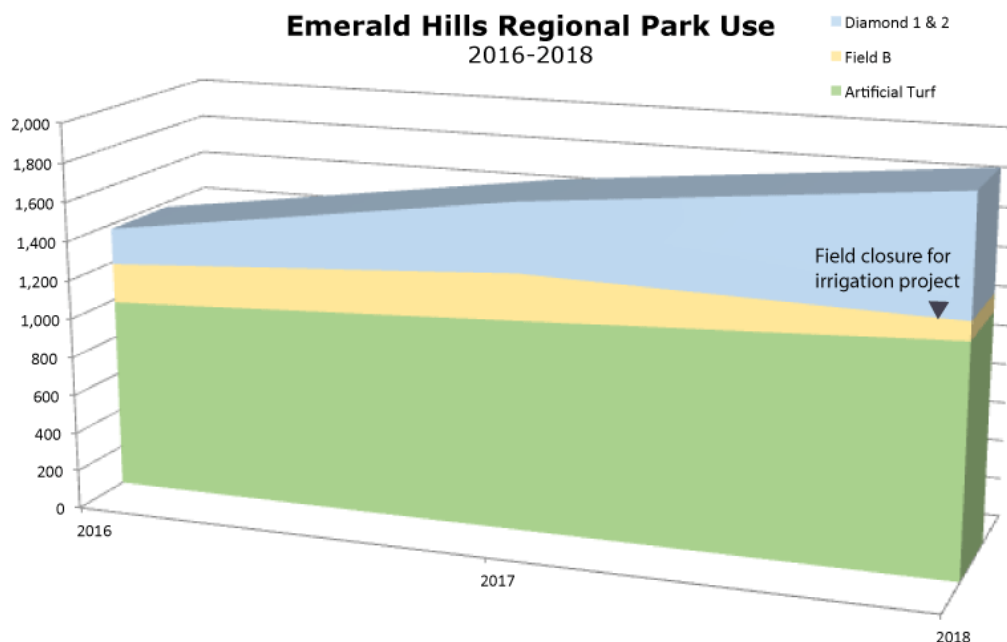 Emerald Hills Regional Park Use
2016-2018
Diamond 1 & 2
Field B
Artificial Turf
2,000
1,800
1,600
1,400
1,200
1,000
800
600
400
200
0
Field closure for
irrigation project
2016
2017
2018